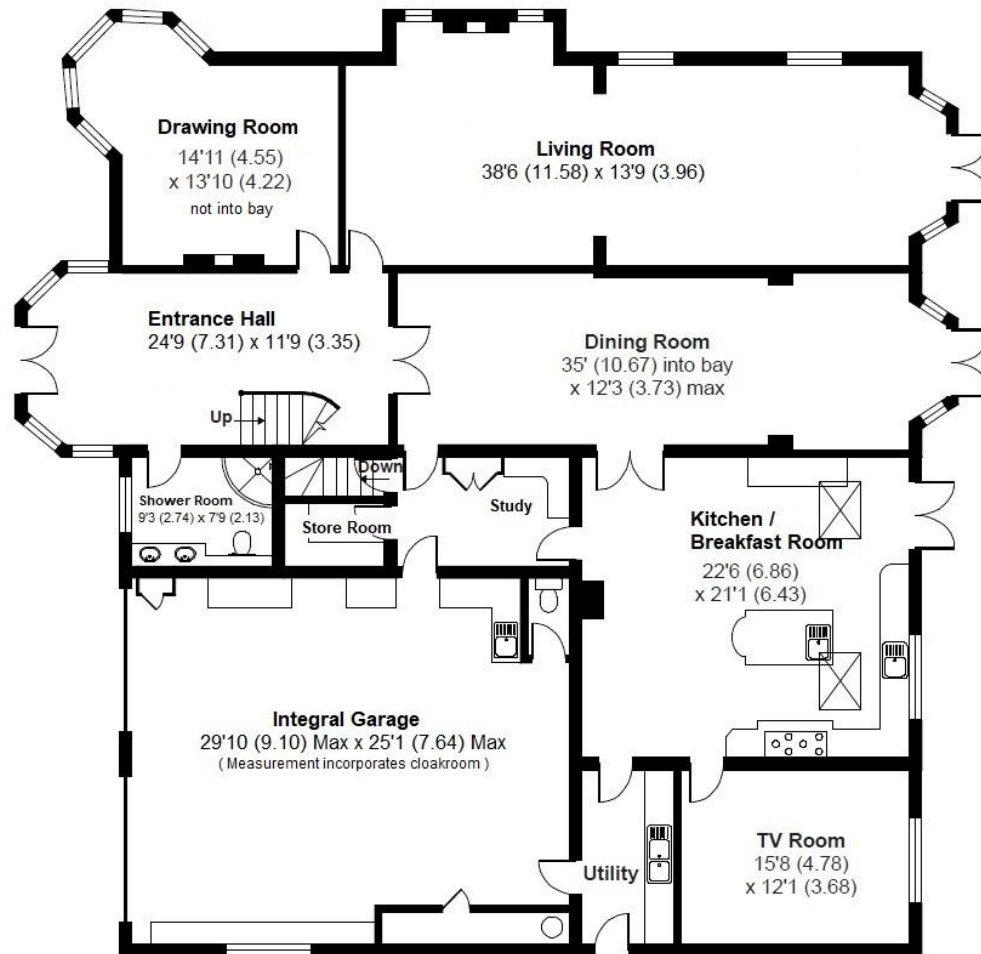 Drawing Room
14'11 (4.55)
x 13'10 (4.22)
not into bay
Living Room
38'6 (11.58) x 13'9 (3.96)
Entrance Hall
24'9 (7.31) x 11'9 (3.35)
Up
Dining Room
35' (10.67) into bay
x 12'3 (3.73) max
Shower Room
9'3 (2.74) x 7'9 (2.13)
Down
Store Room
Study
Kitchen /
Breakfast Room
22'6 (6.86)
x 21'1 (6.43)
Integral Garage
29'10 (9.10) Max x 25'1 (7.64) Max
( Measurement incorporates cloakroom )
Utility
TV Room
15'8 (4.78)
x 12'1 (3.68)